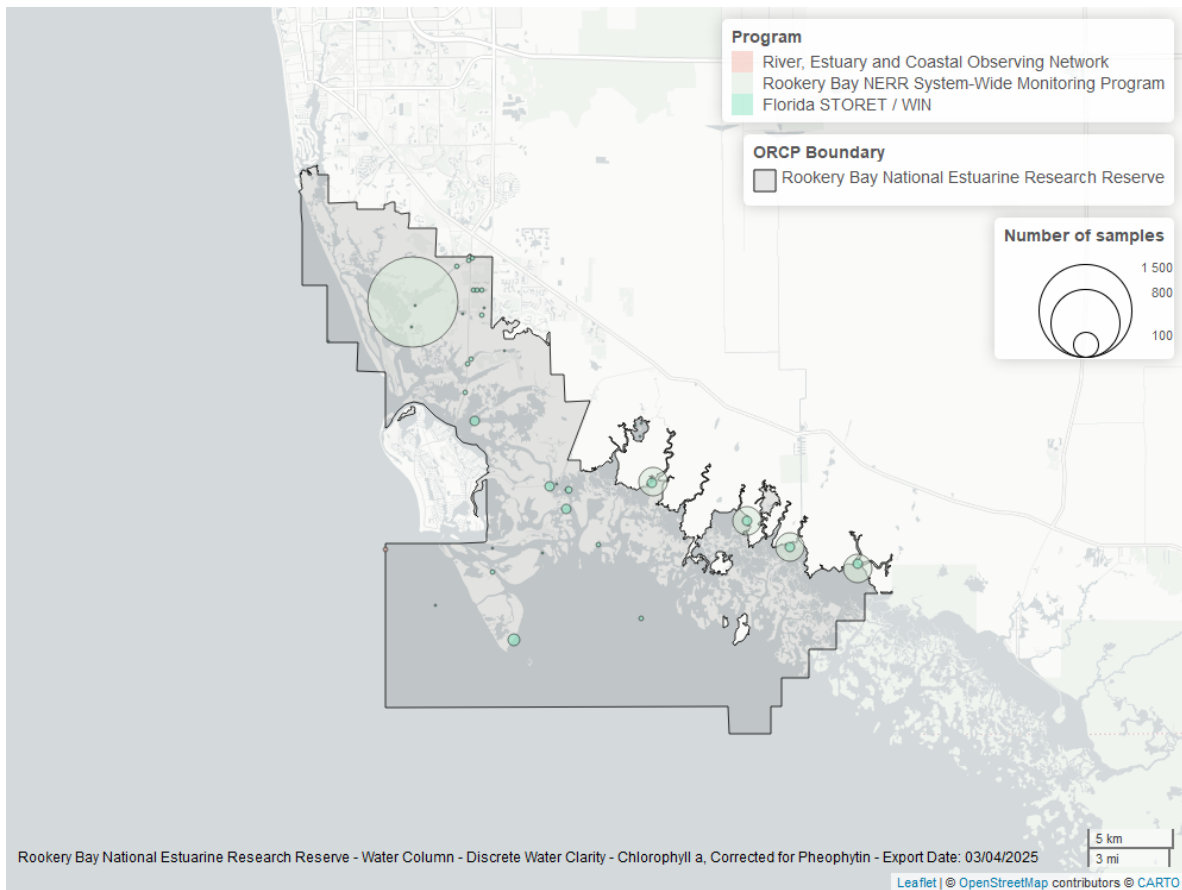 Program
River, Estuary and Coastal Observing Network
Rookery Bay NERR System-Wide Monitoring Program
Florida STORET / WIN
ORCP Boundary
Rookery Bay National Estuarine Research Reserve
Number of samples
1 500
800
100
5 km
3 mi
Rookery Bay National Estuarine Research Reserve - Water Column - Discrete Water Clarity - Chlorophyll a, Corrected for Pheophytin - Export Date: 03/04/2025
Leaflet | © OpenStreetMap contributors © CARTO